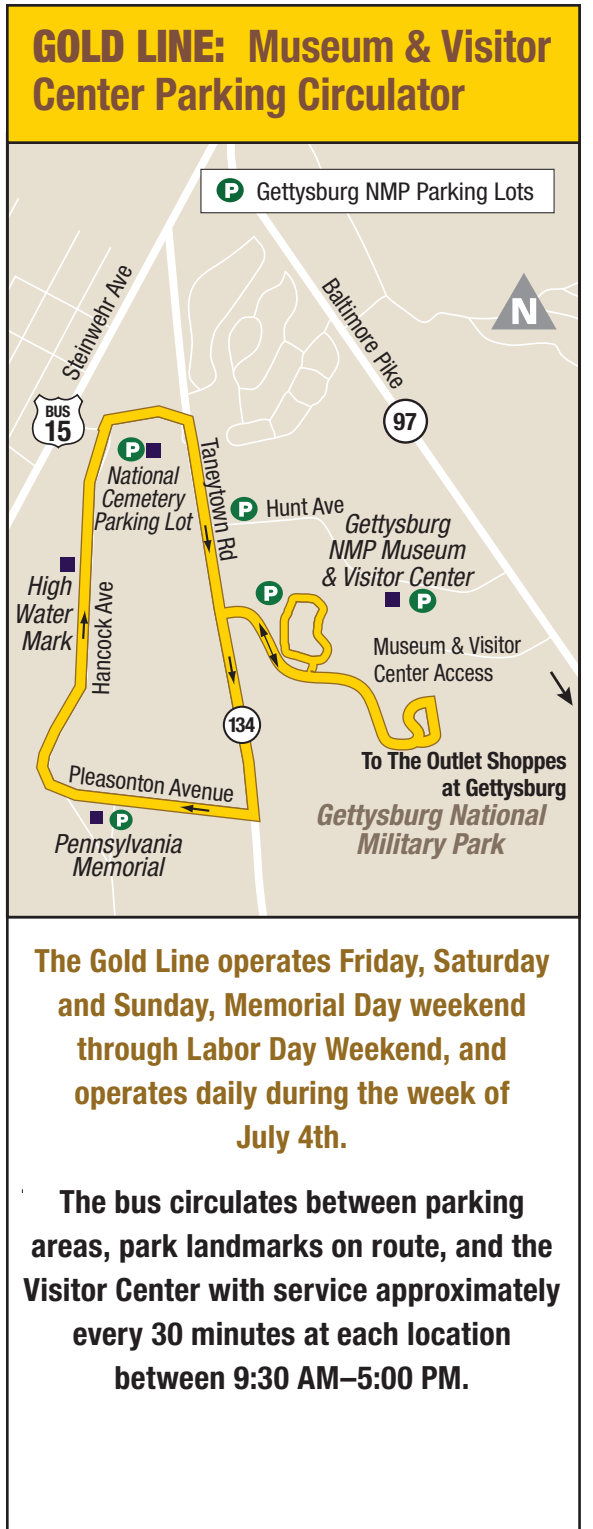 GOLD LINE: Museum & Visitor
Center Parking Circulator
P Gettysburg NMP Parking Lots
Steinwehr Ave
Baltimore Pike
N
BUS
15
97
P
National
Cemetery
Parking Lot
Taneytown Rd
P Hunt Ave
Gettysburg
NMP Museum
& Visitor Center
P
P
High
Water
Mark
Hancock Ave
Museum & Visitor
Center Access
134
To The Outlet Shoppes
at Gettysburg
Pleasonton Avenue
P
Pennsylvania
Memorial
Gettysburg National
Military Park
The Gold Line operates Friday, Saturday
and Sunday, Memorial Day weekend
through Labor Day Weekend, and
operates daily during the week of
July 4th.
The bus circulates between parking
areas, park landmarks on route, and the
Visitor Center with service approximately
every 30 minutes at each location
between 9:30 AM–5:00 PM.